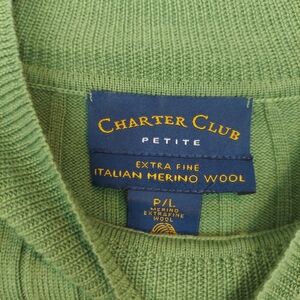 CHARTER CLUB
PETITE
EXTRA FINE
ITALIAN MERINO WOOL
P/L
MERINO
EXTRAFINE
WOOL